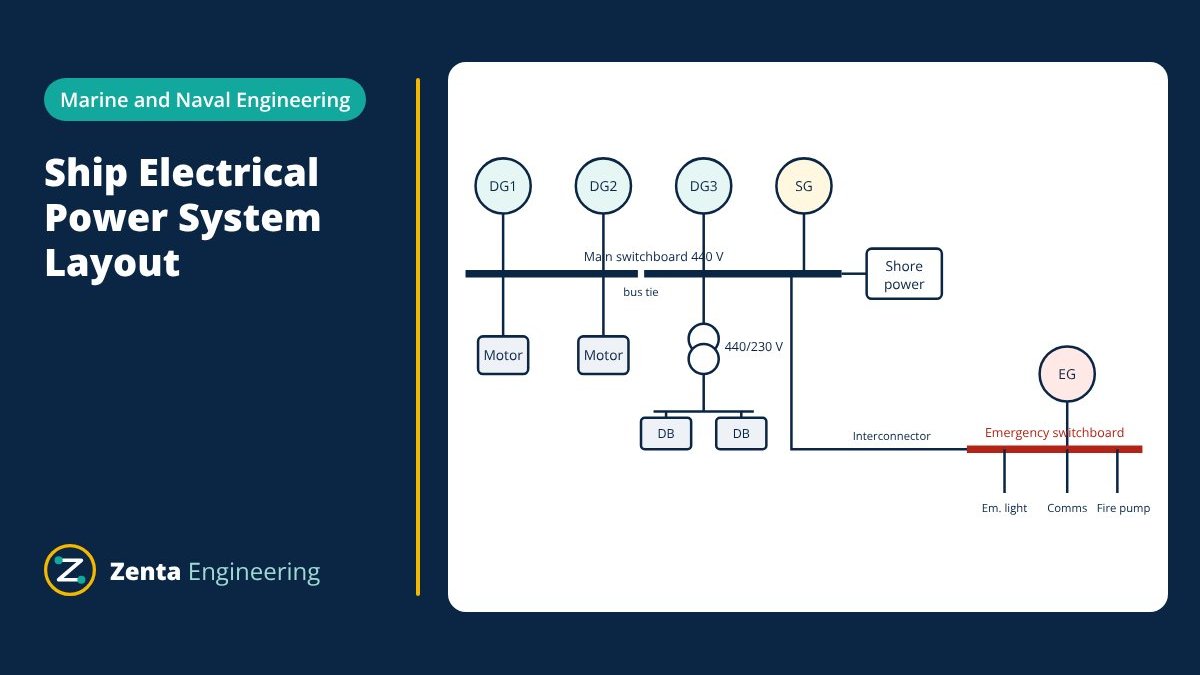 Marine and Naval Engineering
Ship Electrical
Power System
Layout
Zenta Engineering
DG1
DG2
DG3
SG
Main switchboard 440 V
bus tie
Shore
power
Motor
Motor
440/230 V
DB
DB
EG
Interconnector
Emergency switchboard
Em. light
Comms
Fire pump